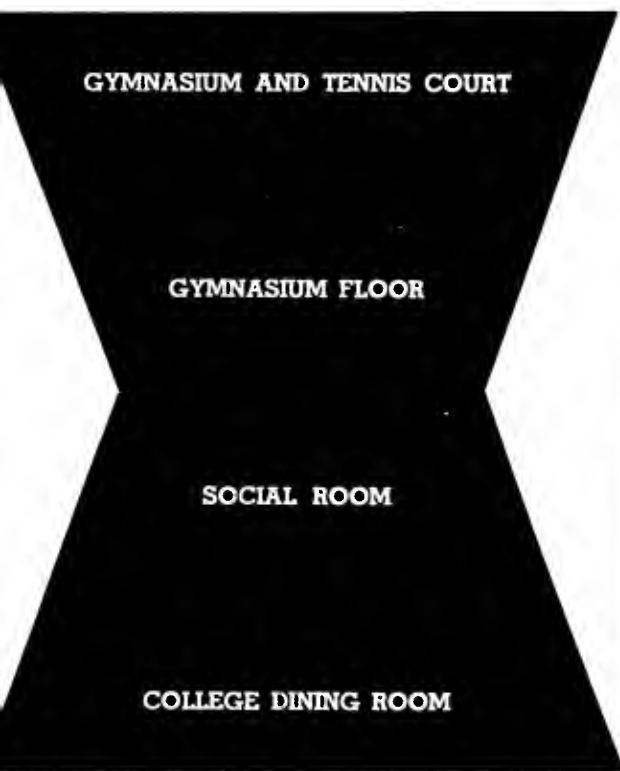 GYMNASIUM AND TENNIS COURT
GYMNASIUM FLOOR
SOCIAL ROOM
COLLEGE DINING ROOM